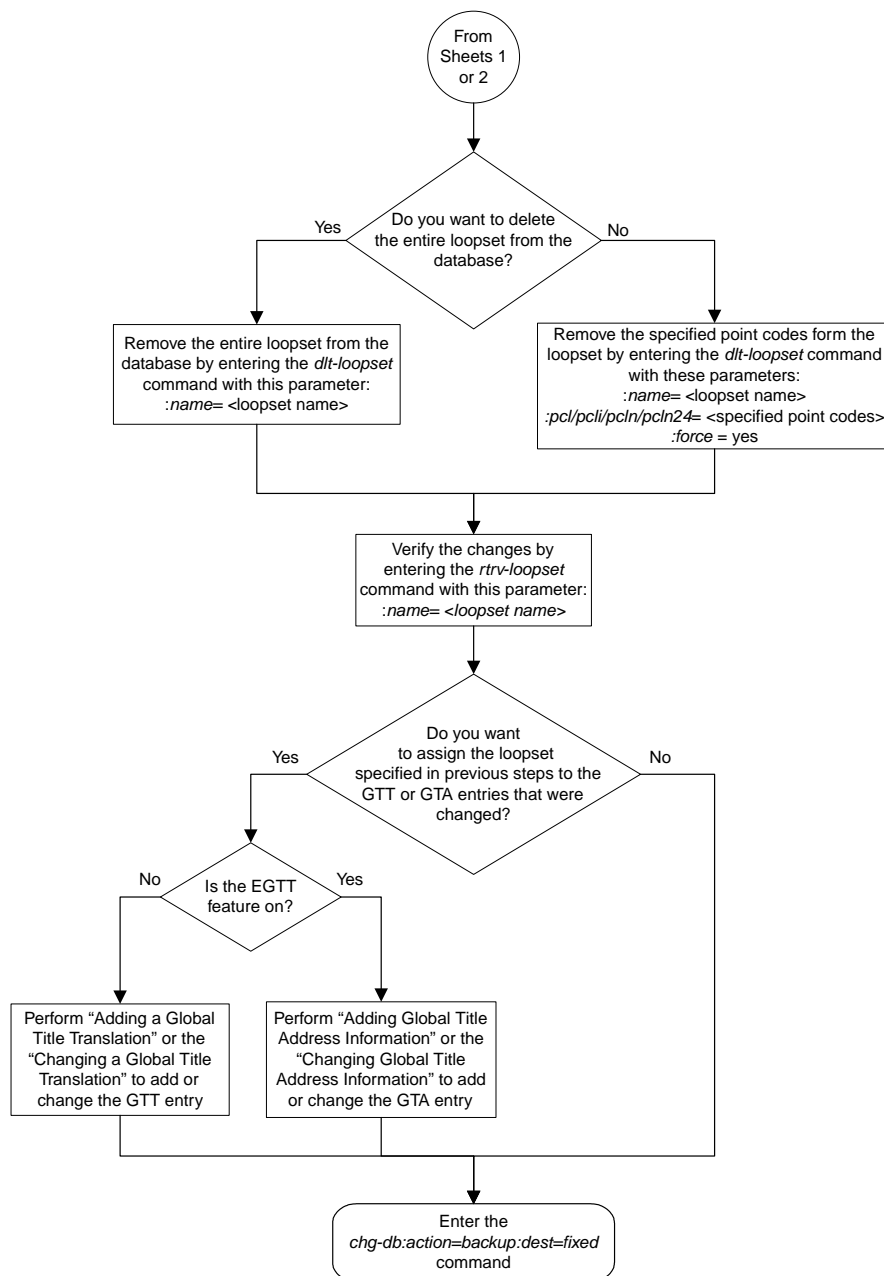 From
Sheets 1
or 2
Do you want to delete
the entire loopset from the
database?
Yes
No
Remove the entire loopset from the
database by entering the dlt-loopset
command with this parameter:
:name= <loopset name>
Remove the specified point codes form the
loopset by entering the dlt-loopset command
with these parameters:
:name= <loopset name>
:pcl/pcli/pcln/pcln24= <specified point codes>
:force = yes
Verify the changes by
entering the rtrv-loopset
command with this parameter:
:name= <loopset name>
Do you want
to assign the loopset
specified in previous steps to the
GTT or GTA entries that were
changed?
Yes
No
Is the EGTT
feature on?
No
Yes
Perform “Adding a Global
Title Translation” or the
“Changing a Global Title
Translation” to add or
change the GTT entry
Perform “Adding Global Title
Address Information” or the
“Changing Global Title
Address Information” to add
or change the GTA entry
Enter the
chg-db:action=backup:dest=fixed
command